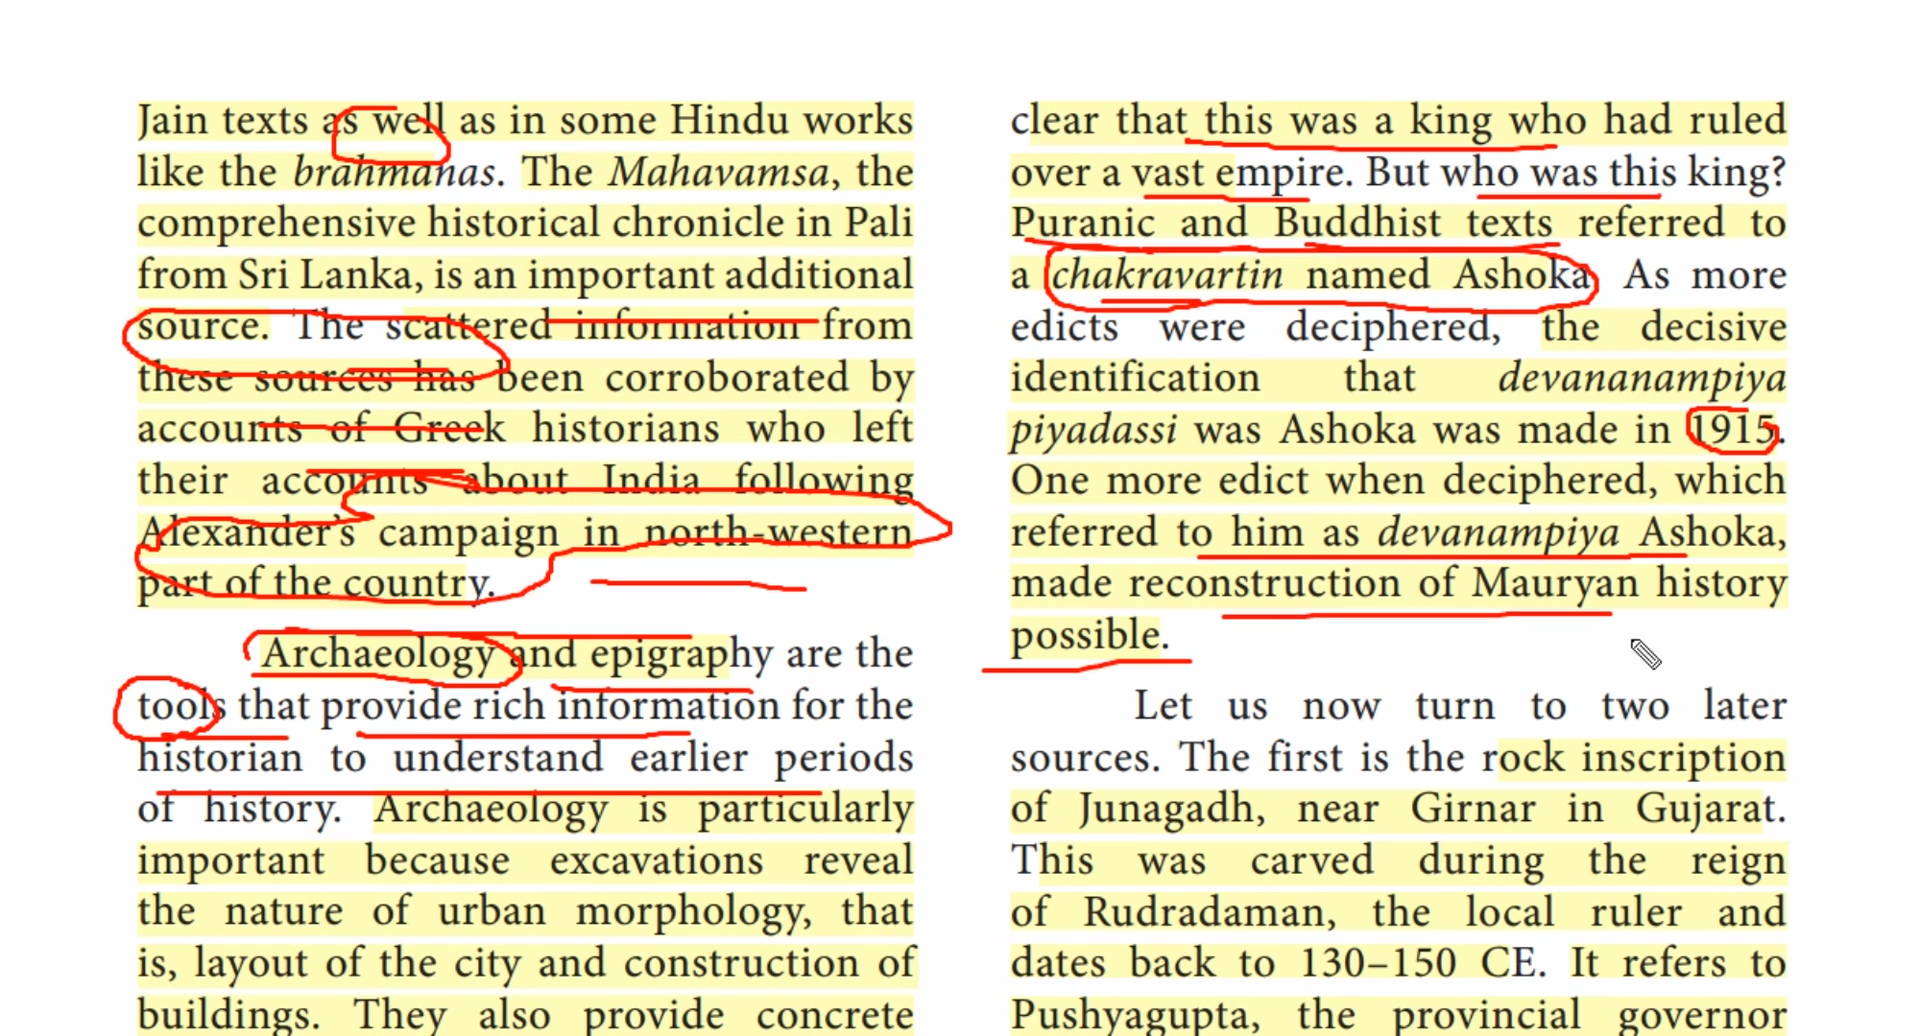 Jain texts as well as in some Hindu works
like the brahmanas. The Mahavamsa, the
comprehensive historical chronicle in Pali
from Sri Lanka, is an important additional
source. The scattered information from
these sources has been corroborated by
accounts of Greek historians who left
their accounts about India following
Alexander's campaign in north-western
part of the country.
Archaeology and epigraphy are the
tools that provide rich information for the
historian to understand earlier periods
of history. Archaeology is particularly
important because excavations reveal
the nature of urban morphology, that
is, layout of the city and construction of
buildings. They also provide concrete
clear that this was a king who had ruled
over a vast empire. But who was this king?
Puranic and Buddhist texts referred to
a chakravartin named Ashoka. As more
edicts were deciphered, the decisive
identification that devananampiya
piyadassi was Ashoka was made in 1915.
One more edict when deciphered, which
referred to him as devanampiya Ashoka,
made reconstruction of Mauryan history
possible.
Let us now turn to two later
sources. The first is the rock inscription
of Junagadh, near Girnar in Gujarat.
This was carved during the reign
of Rudradaman, the local ruler and
dates back to 130–150 CE. It refers to
Pushyagupta, the provincial governor